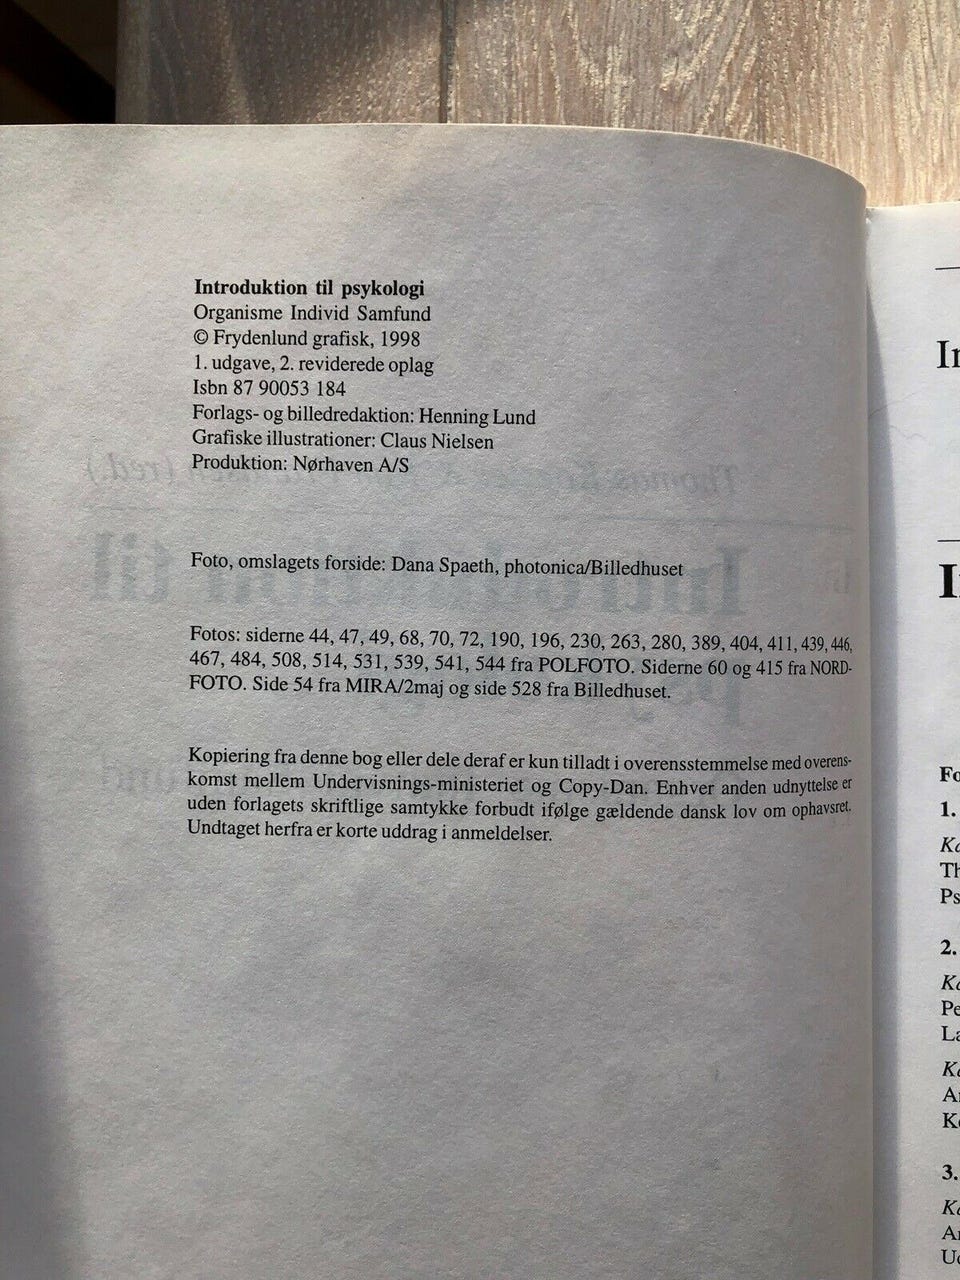 Introduktion til psykologi
Organisme Individ Samfund
© Frydenlund grafisk, 1998
1. udgave, 2. reviderede oplag
Isbn 87 90053 184
Forlags- og billedredaktion: Henning Lund
Grafiske illustrationer: Claus Nielsen
Produktion: Nørhaven A/S
Foto, omslagets forside: Dana Spaeth, photonica/Billedhuset
Fotos: siderne 44, 47, 49, 68, 70, 72, 190, 196, 230, 263, 280, 389, 404, 411, 439, 446,
467, 484, 508, 514, 531, 539, 541, 544 fra POLFOTO. Siderne 60 og 415 fra NORD-
FOTO. Side 54 fra MIRA/2maj og side 528 fra Billedhuset.
Kopiering fra denne bog eller dele deraf er kun tilladt i overensstemmelse med overens-
komst mellem Undervisnings-ministeriet og Copy-Dan. Enhver anden udnyttelse er
uden forlagets skriftlige samtykke forbudt ifølge gældende dansk lov om ophavsret.
Undtaget herfra er korte uddrag i anmeldelser.
1.
2.
3.